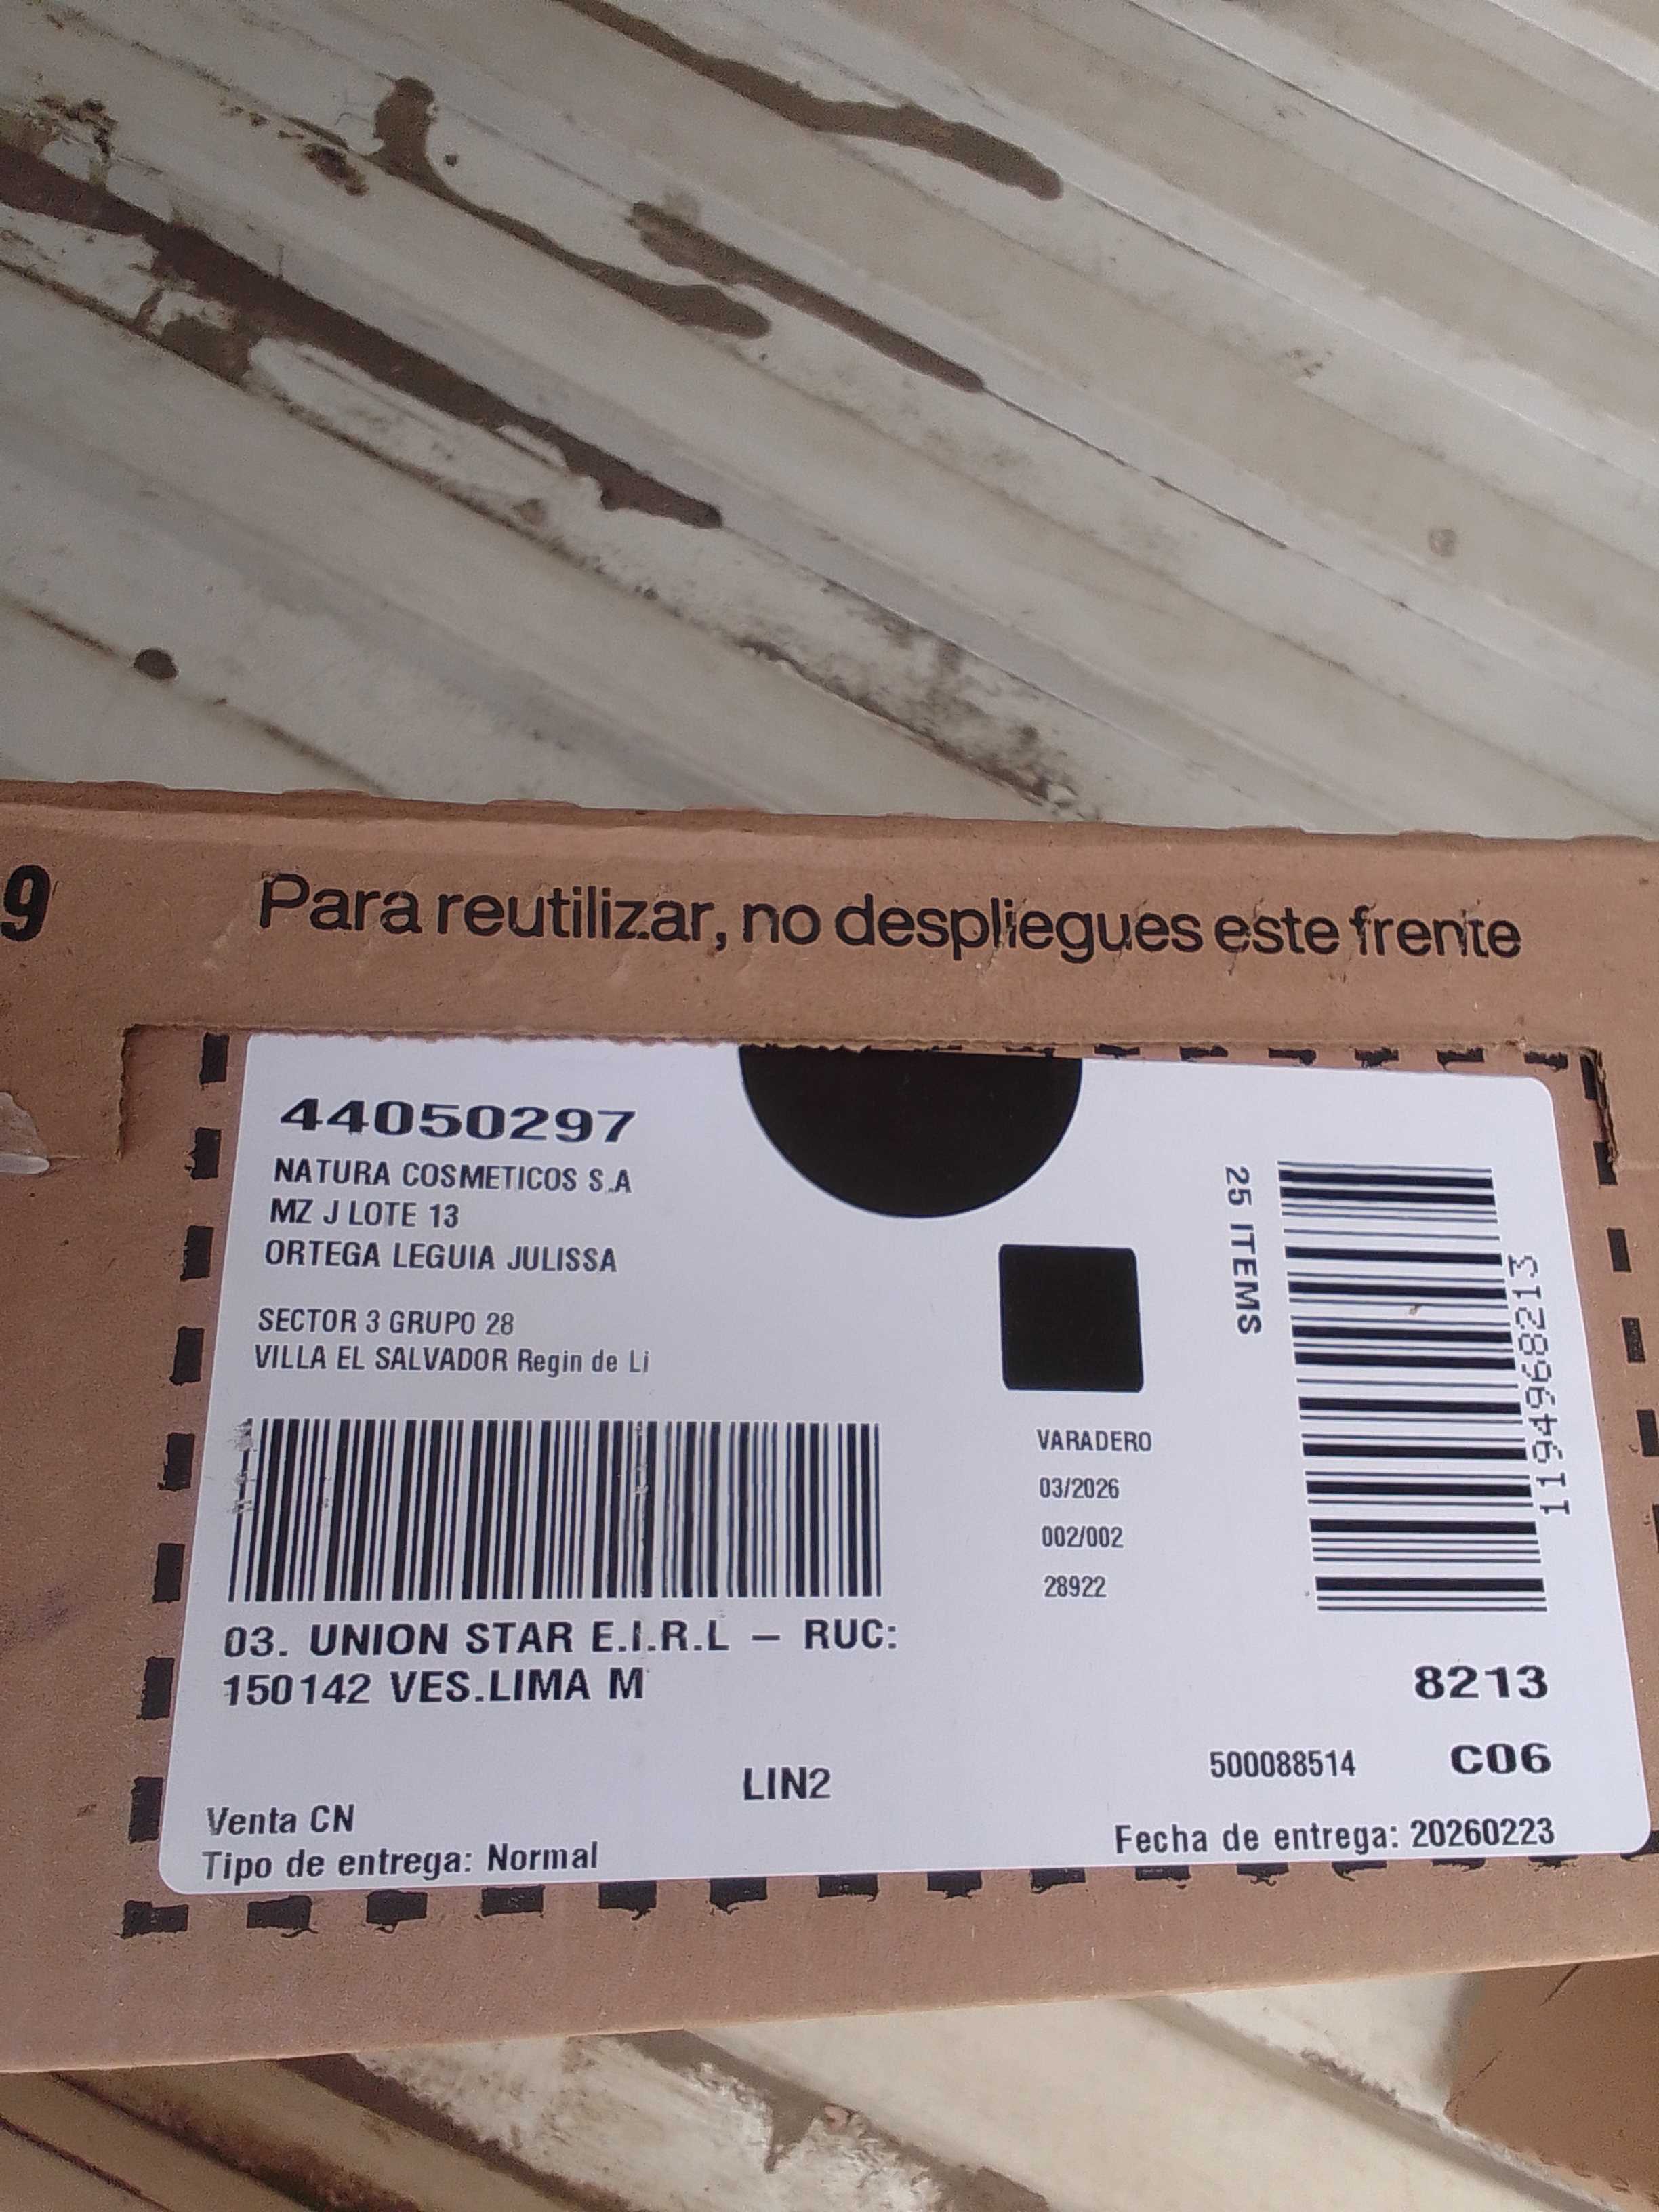 9
Para reutilizar, no despliegues este frente
44050297
NATURA COSMETICOS S.A
MZ J LOTE 13
ORTEGA LEGUIA JULISSA
SECTOR 3 GRUPO 28
VILLA EL SALVADOR Regin de Li
25 ITEMS
1194968213
VARADERO
03/2026
002/002
28922
03. UNION STAR E.I.R.L – RUC:
150142 VES.LIMA M
8213
500088514 C06
LIN2
Venta CN
Tipo de entrega: Normal
Fecha de entrega: 20260223